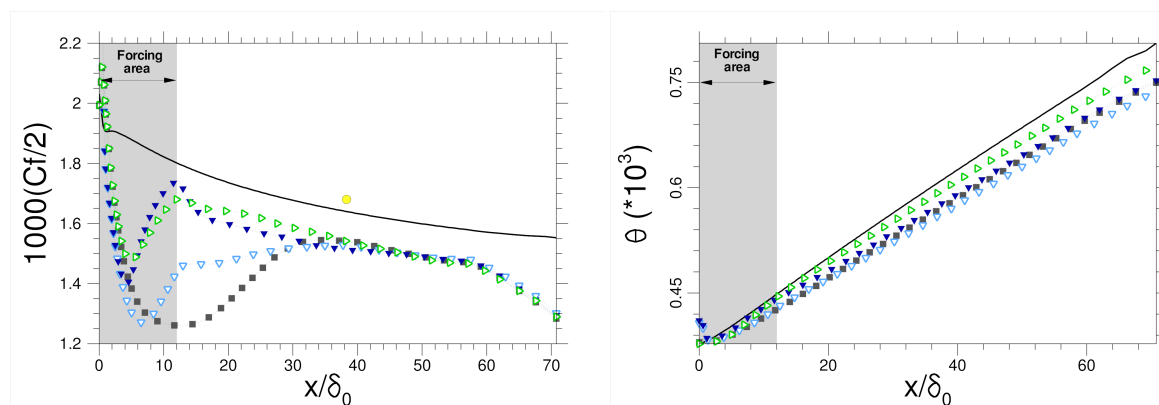 2.2
2
1.8
1.6
1.4
1.2
1000(Cf/2)
Forcing
area
0 10 20 30 40 50 60 70
x/δ₀
0.75
0.6
0.45
θ (*10³)
Forcing
area
0 20 40 60
x/δ₀